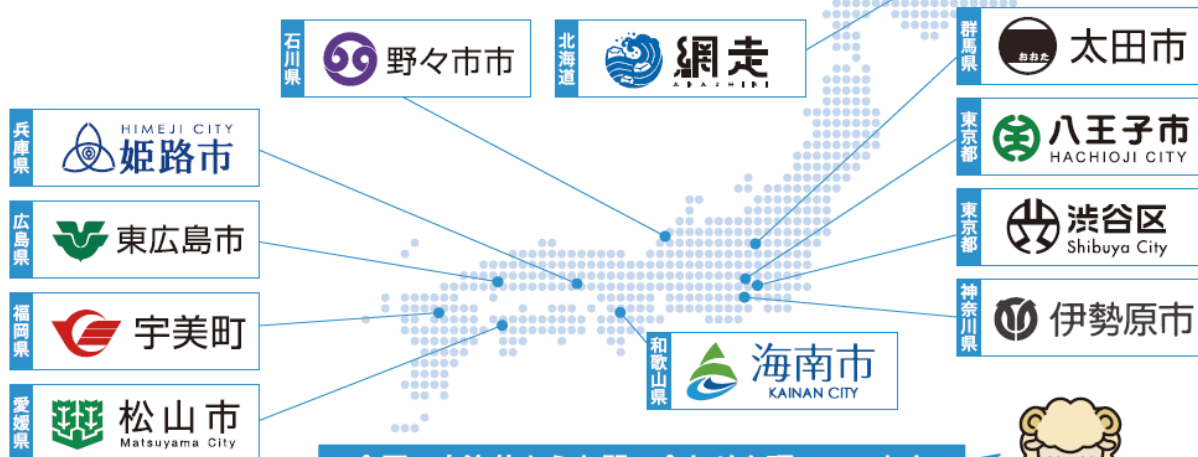 石川県
野々市市
北海道
網走
ABASHIRI
群馬県
おおた
太田市
兵庫県
HIMEJI CITY
姫路市
東京都
八王子市
HACHIOJI CITY
広島県
東広島市
東京都
渋谷区
Shibuya City
福岡県
宇美町
神奈川県
伊勢原市
和歌山県
海南市
KAINAN CITY
愛媛県
松山市
Matsuyama City